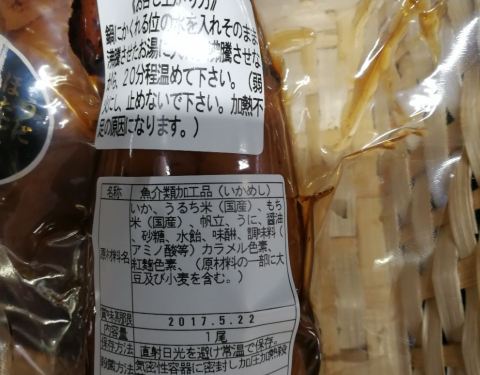 《お召し上がり方》
鍋にかくれる位の水を入れそのまま
沸騰させたお湯に入れ 沸騰させな
がら、20分程温めて下さい。（弱
火にし、止めないで下さい。加熱不
足の原因になります。）
名称 魚介類加工品（いかめし）
原材料名 いか、うるち米（国産）、もち
米（国産）、帆立、うに、醤油
、砂糖、水飴、味醂、調味料（
アミノ酸等）カラメル色素、
紅麹色素、（原材料の一部に大
豆及び小麦を含む。）
賞味期限 2017.5.22
内容量 1尾
保存方法 直射日光を避け常温で保存。
殺菌方法 気密性容器に密封し加圧加熱殺